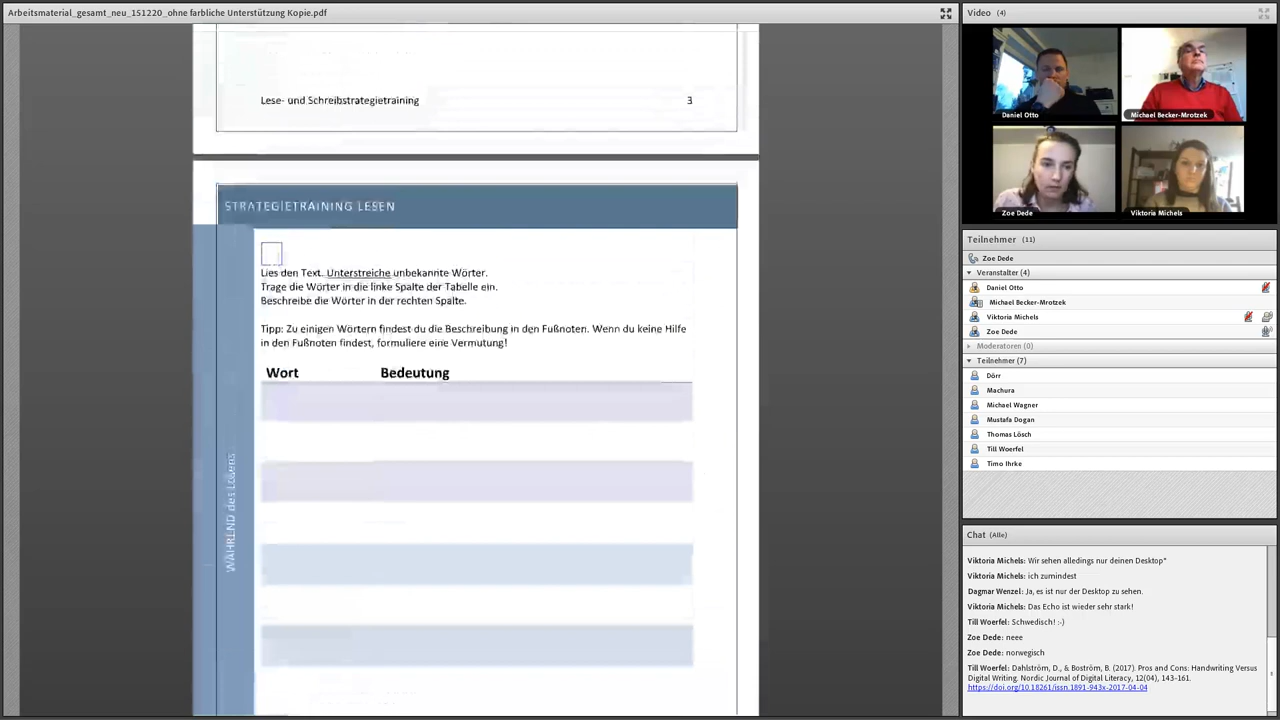 Arbeitsmaterial_gesamt_neu_151220_ohne farbliche Unterstützung Kopie.pdf
Lese- und Schreibstrategietraining 3
STRATEGIETRAINING LESEN
Lies den Text. Unterstreiche unbekannte Wörter.
Trage die Wörter in die linke Spalte der Tabelle ein.
Beschreibe die Wörter in der rechten Spalte.
Tipp: Zu einigen Wörtern findest du die Beschreibung in den Fußnoten. Wenn du keine Hilfe
in den Fußnoten findest, formuliere eine Vermutung!
Wort Bedeutung
WÄHREND des Lesens
Video (4)
Daniel Otto
Michael Becker-Mrotzek
Zoe Dede
Viktoria Michels
Teilnehmer (11)
Zoe Dede
Veranstalter (4)
Daniel Otto
Michael Becker-Mrotzek
Viktoria Michels
Zoe Dede
Moderatoren (0)
Teilnehmer (7)
Dörr
Machura
Michael Wagner
Mustafa Dogan
Thomas Lösch
Till Woerfel
Timo Ihrke
Chat (Alle)
Viktoria Michels: Wir sehen alledings nur deinen Desktop*
Viktoria Michels: ich zumindest
Dagmar Wenzel: Ja, es ist nur der Desktop zu sehen.
Viktoria Michels: Das Echo ist wieder sehr stark!
Till Woerfel: Schwedisch! :-)
Zoe Dede: neee
Zoe Dede: norwegisch
Till Woerfel: Dahlström, D., & Boström, B. (2017). Pros and Cons: Handwriting Versus
Digital Writing. Nordic Journal of Digital Literacy, 12(04), 143–161.
https://doi.org/10.18261/issn.1891-943x-2017-04-04